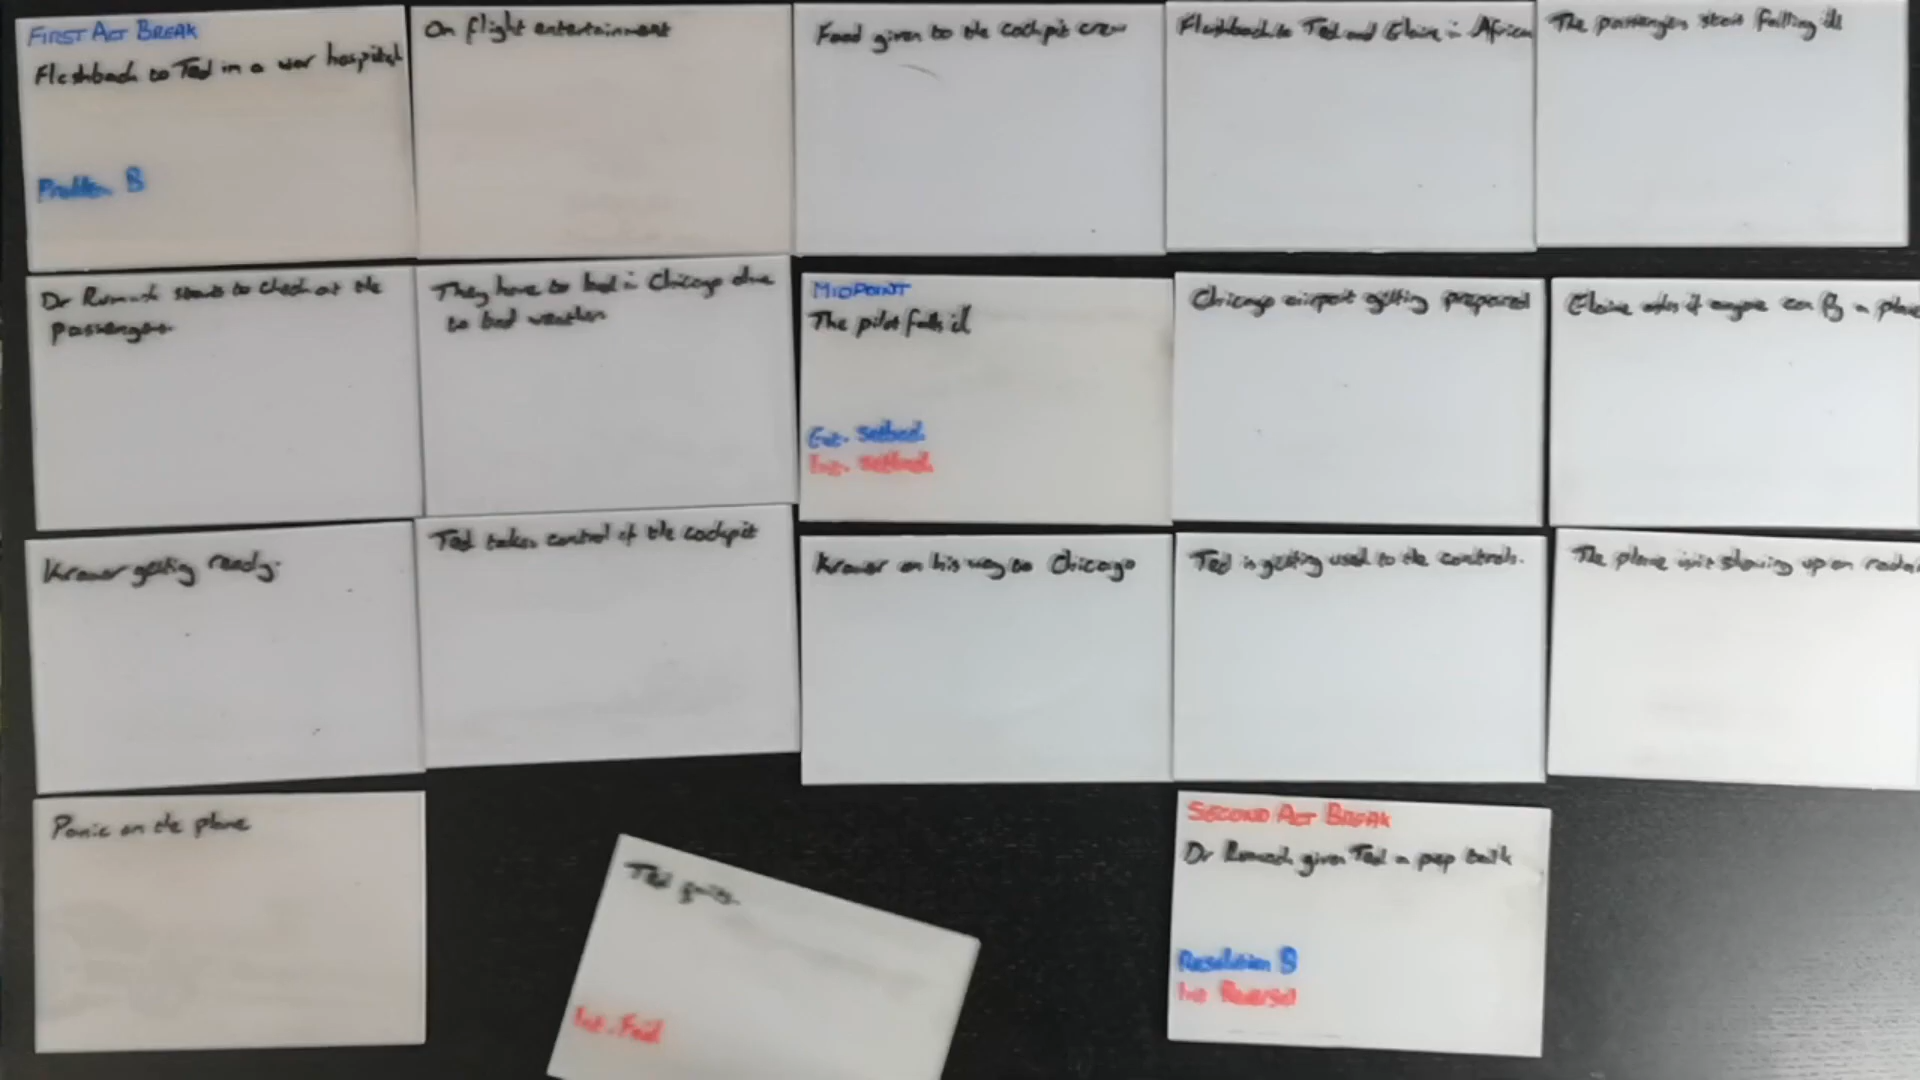 FIRST ACT BREAK
Flashback to Ted in a war hospital
Problem B
On flight entertainment
Food given to the cockpit crew
Flashback to Ted and Elaine in Africa
The passengers start falling ill
Dr Rumack starts to check on the
passengers
They have to land in Chicago due
to bad weather
MIDPOINT
The pilot falls ill
Ext. Setback
Int. setback
Chicago airport getting prepared
Elaine asks if anyone can fly a plane
Kramer getting ready.
Ted takes control of the cockpit
Kramer on his way to Chicago
Ted is getting used to the controls.
The plane isn't showing up on radar
Panic on the plane
Ted quits.
Int. Fail
SECOND ACT BREAK
Dr Rumack gives Ted a pep talk
Resolution B
Int Reversal